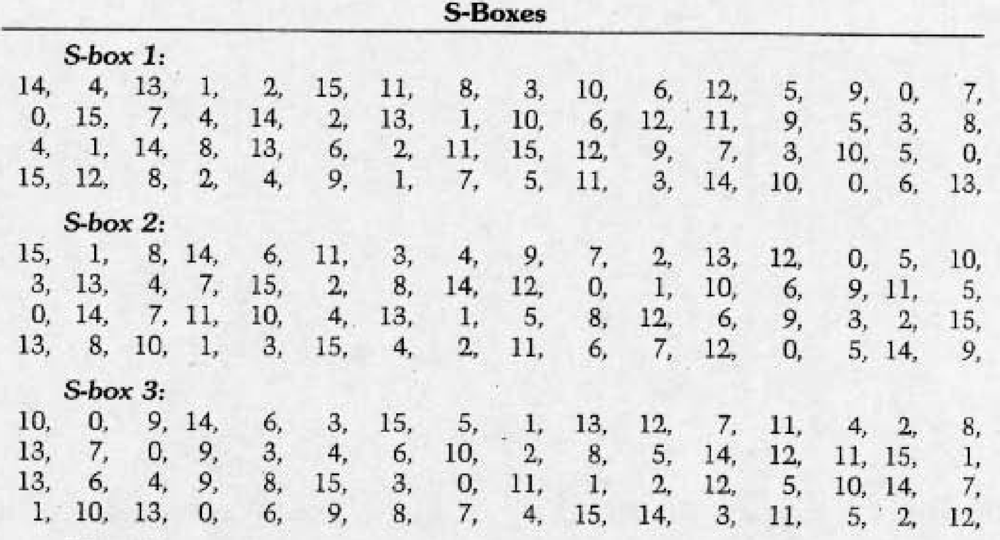 S-Boxes
S-box 1:
14, 4, 13, 1, 2, 15, 11, 8, 3, 10, 6, 12, 5, 9, 0, 7,
0, 15, 7, 4, 14, 2, 13, 1, 10, 6, 12, 11, 9, 5, 3, 8,
4, 1, 14, 8, 13, 6, 2, 11, 15, 12, 9, 7, 3, 10, 5, 0,
15, 12, 8, 2, 4, 9, 1, 7, 5, 11, 3, 14, 10, 0, 6, 13,
S-box 2:
15, 1, 8, 14, 6, 11, 3, 4, 9, 7, 2, 13, 12, 0, 5, 10,
3, 13, 4, 7, 15, 2, 8, 14, 12, 0, 1, 10, 6, 9, 11, 5,
0, 14, 7, 11, 10, 4, 13, 1, 5, 8, 12, 6, 9, 3, 2, 15,
13, 8, 10, 1, 3, 15, 4, 2, 11, 6, 7, 12, 0, 5, 14, 9,
S-box 3:
10, 0, 9, 14, 6, 3, 15, 5, 1, 13, 12, 7, 11, 4, 2, 8,
13, 7, 0, 9, 3, 4, 6, 10, 2, 8, 5, 14, 12, 11, 15, 1,
13, 6, 4, 9, 8, 15, 3, 0, 11, 1, 2, 12, 5, 10, 14, 7,
1, 10, 13, 0, 6, 9, 8, 7, 4, 15, 14, 3, 11, 5, 2, 12,